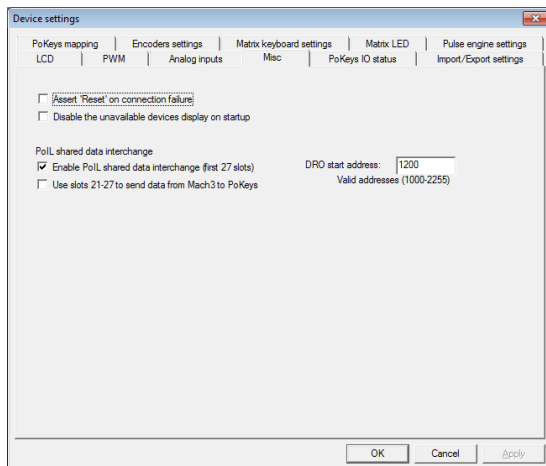 Device settings
PoKeys mapping Encoders settings Matrix keyboard settings Matrix LED Pulse engine settings
LCD PWM Analog inputs Misc PoKeys IO status Import/Export settings
Assert 'Reset' on connection failure
Disable the unavailable devices display on startup
PoIL shared data interchange
Enable PoIL shared data interchange (first 27 slots) DRO start address: 1200
Use slots 21-27 to send data from Mach3 to PoKeys Valid addresses (1000-2255)
OK Cancel Apply